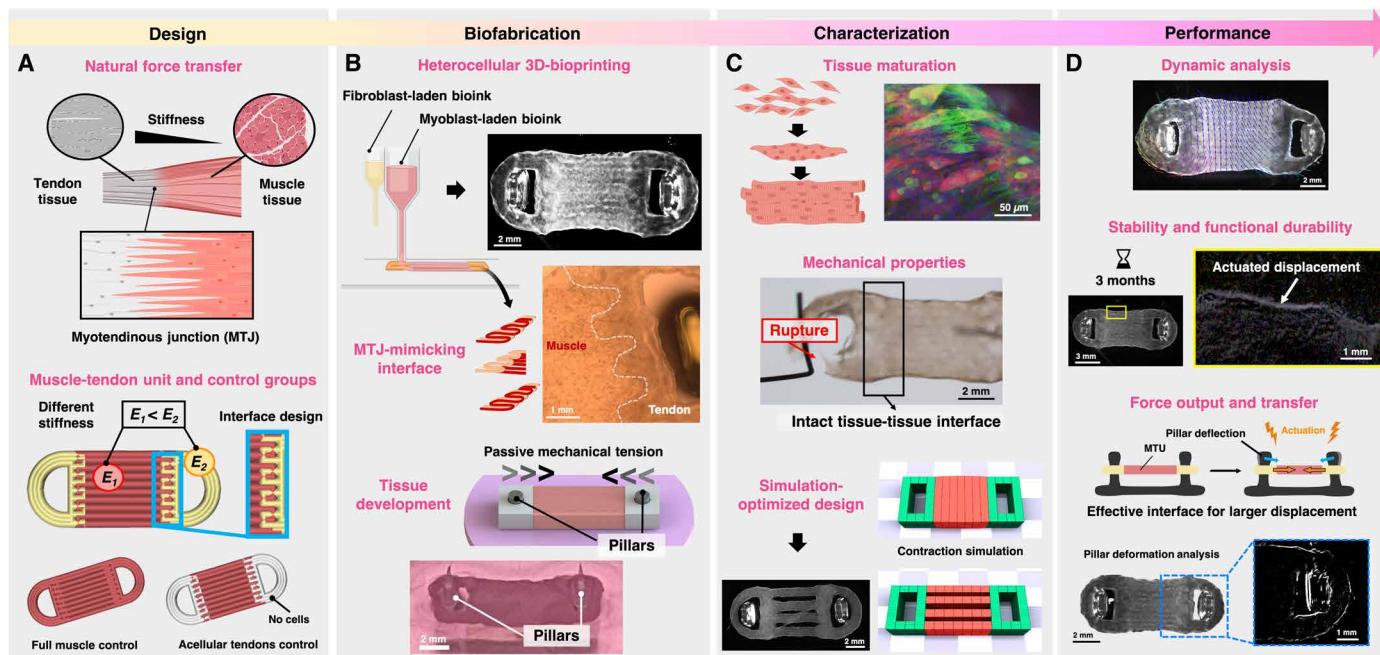 Design
Biofabrication
Characterization
Performance
A
Natural force transfer
Stiffness
Tendon
tissue
Muscle
tissue
Myotendinous junction (MTJ)
Muscle-tendon unit and control groups
Different
stiffness
E1 < E2
Interface design
E1
E2
No cells
Full muscle control
Acellular tendons control
B
Heterocellular 3D-bioprinting
Fibroblast-laden bioink
Myoblast-laden bioink
2 mm
MTJ-mimicking
interface
Muscle
1 mm
Tendon
Passive mechanical tension
Tissue
development
Pillars
Pillars
2 mm
C
Tissue maturation
50 µm
Mechanical properties
Rupture
2 mm
Intact tissue-tissue interface
Simulation-
optimized design
Contraction simulation
2 mm
D
Dynamic analysis
2 mm
Stability and functional durability
3 months
Actuated displacement
3 mm
1 mm
Force output and transfer
Pillar deflection
Actuation
MTU
Effective interface for larger displacement
Pillar deformation analysis
2 mm
1 mm